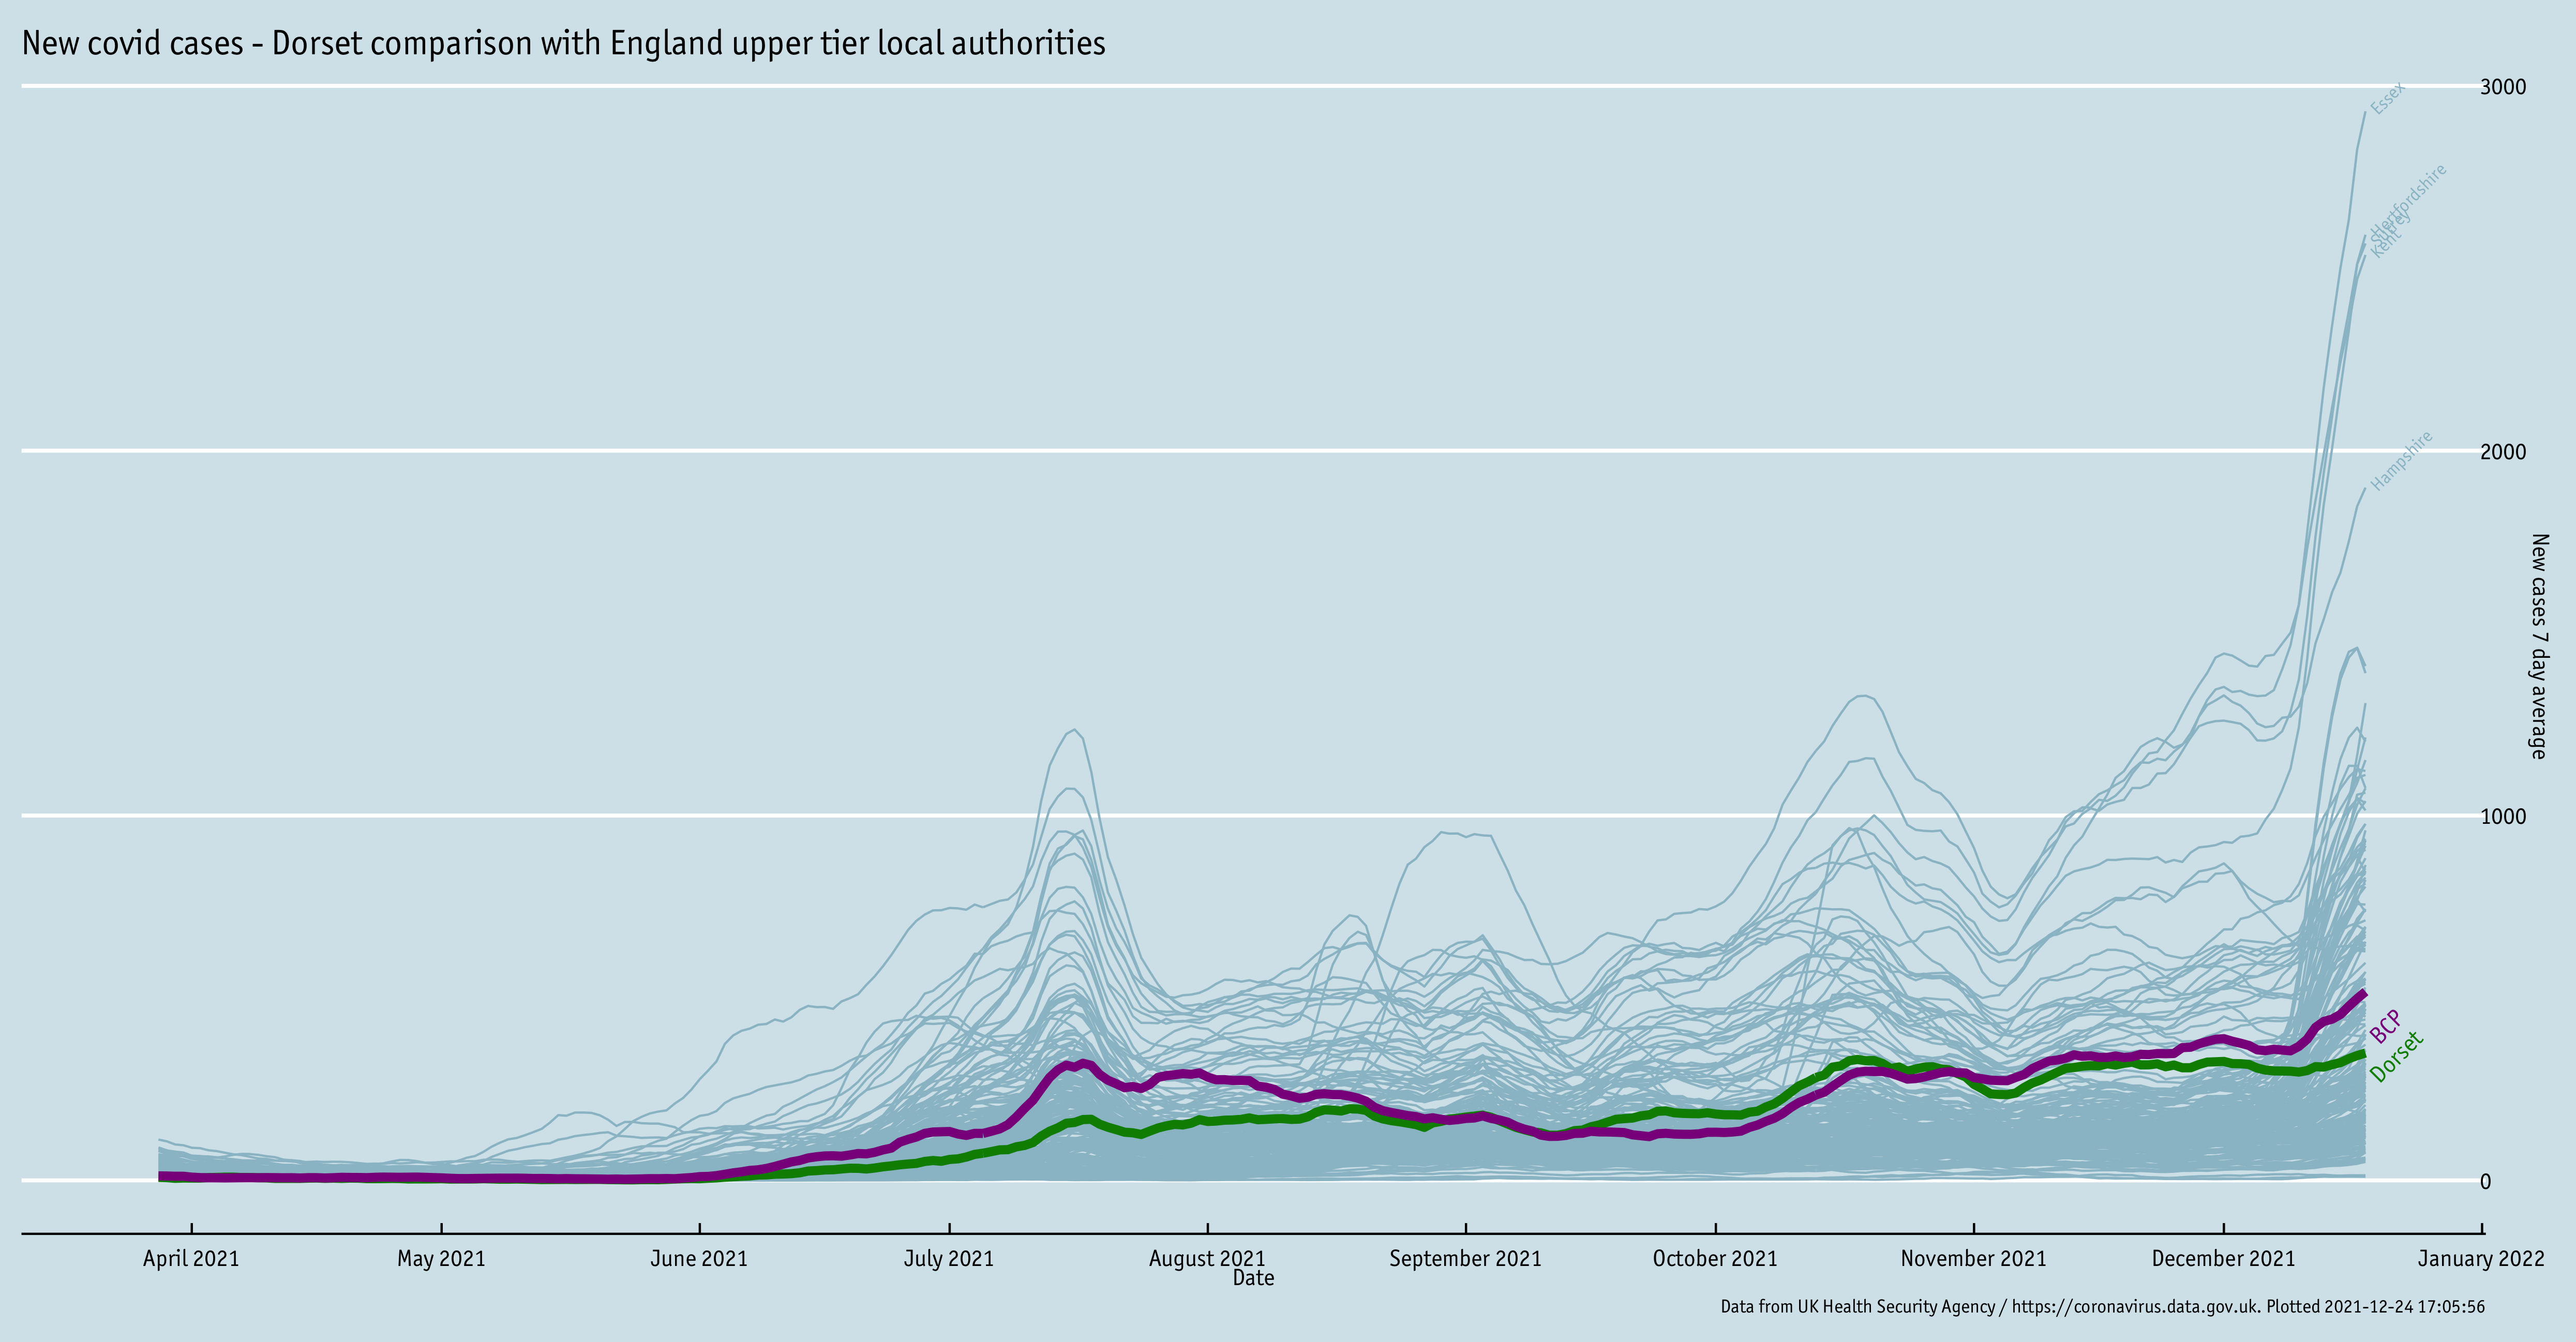 New covid cases - Dorset comparison with England upper tier local authorities
3000
Essex
Hertfordshire
Surrey
Kent
2000
Hampshire
New cases 7 day average
1000
BCP
Dorset
0
April 2021
May 2021
June 2021
July 2021
August 2021
September 2021
October 2021
November 2021
December 2021
January 2022
Date
Data from UK Health Security Agency / https://coronavirus.data.gov.uk. Plotted 2021-12-24 17:05:56